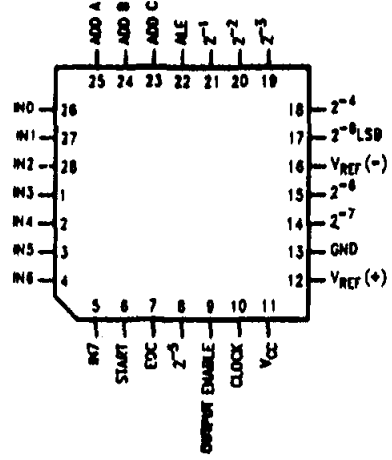 ADD A ADD B ADD C ALE 2⁻¹ 2⁻² 2⁻³
25 24 23 22 21 20 19
IN0 26
IN1 27
IN2 28
IN3 1
IN4 2
IN5 3
IN6 4
18 2⁻⁴
17 2⁻⁸LSB
16 VREF(-)
15 2⁻⁶
14 2⁻⁷
13 GND
12 VREF(+)
5 6 7 8 9 10 11
IN7 START EOC 2⁻⁵ OUTPUT ENABLE CLOCK VCC